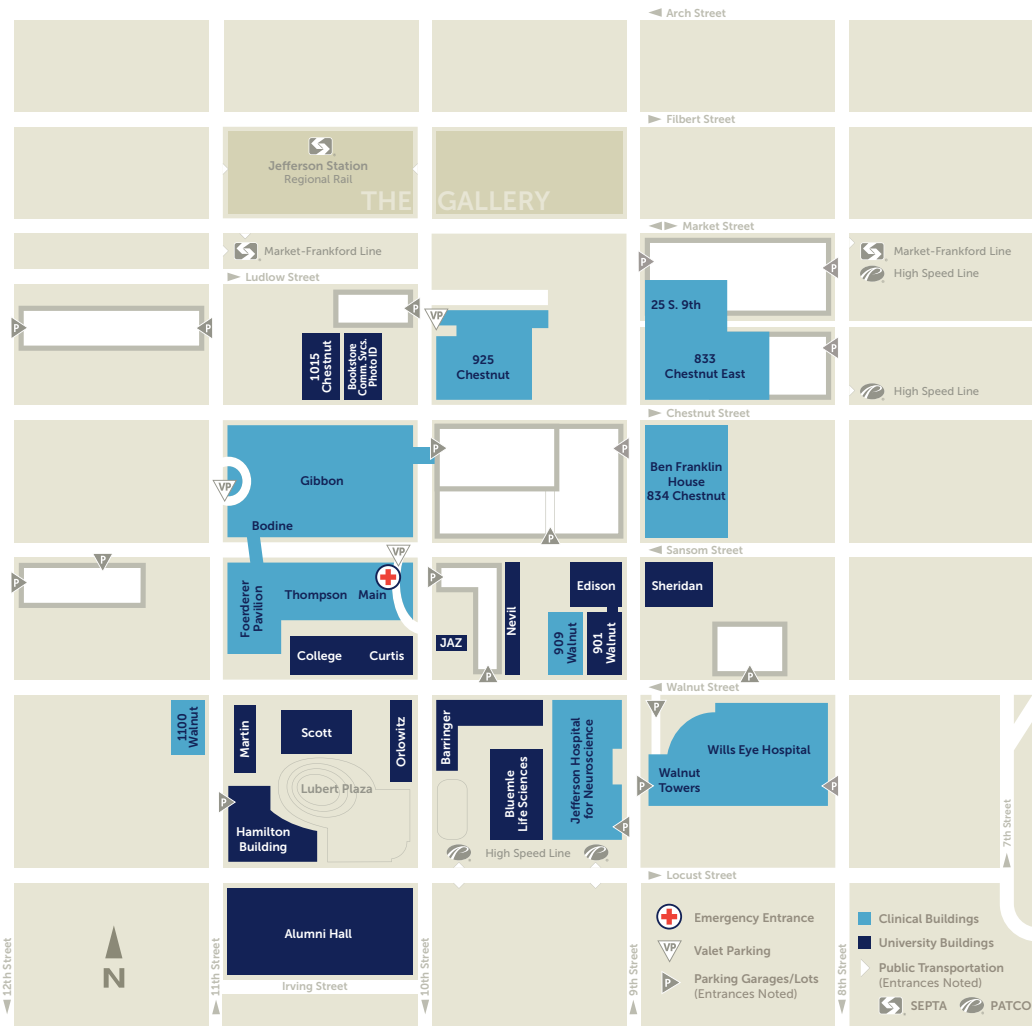 Arch Street
Filbert Street
Jefferson Station
Regional Rail
THE GALLERY
Market Street
Market-Frankford Line
Market-Frankford Line
High Speed Line
Ludlow Street
P
P
P
P
P
VP
25 S. 9th
1015
Chestnut
Bookstore
Comm. Svcs.
Photo ID
925
Chestnut
833
Chestnut East
P
High Speed Line
Chestnut Street
Gibbon
VP
Bodine
P
P
P
Ben Franklin
House
834 Chestnut
Sansom Street
P
P
VP
Foerderer
Pavilion
Thompson
Main
College
Curtis
P
JAZ
P
Nevil
Edison
909
Walnut
901
Walnut
Sheridan
P
Walnut Street
1100
Walnut
Martin
Scott
Orlowitz
Lubert Plaza
P
Hamilton
Building
Barringer
Bluemle
Life Sciences
Jefferson Hospital
for Neuroscience
P
High Speed Line
P
Wills Eye Hospital
Walnut
Towers
P
P
7th Street
Locust Street
Alumni Hall
Irving Street
N
12th Street
11th Street
10th Street
9th Street
8th Street
Emergency Entrance
VP
Valet Parking
P
Parking Garages/Lots
(Entrances Noted)
Clinical Buildings
University Buildings
Public Transportation
(Entrances Noted)
SEPTA
PATCO